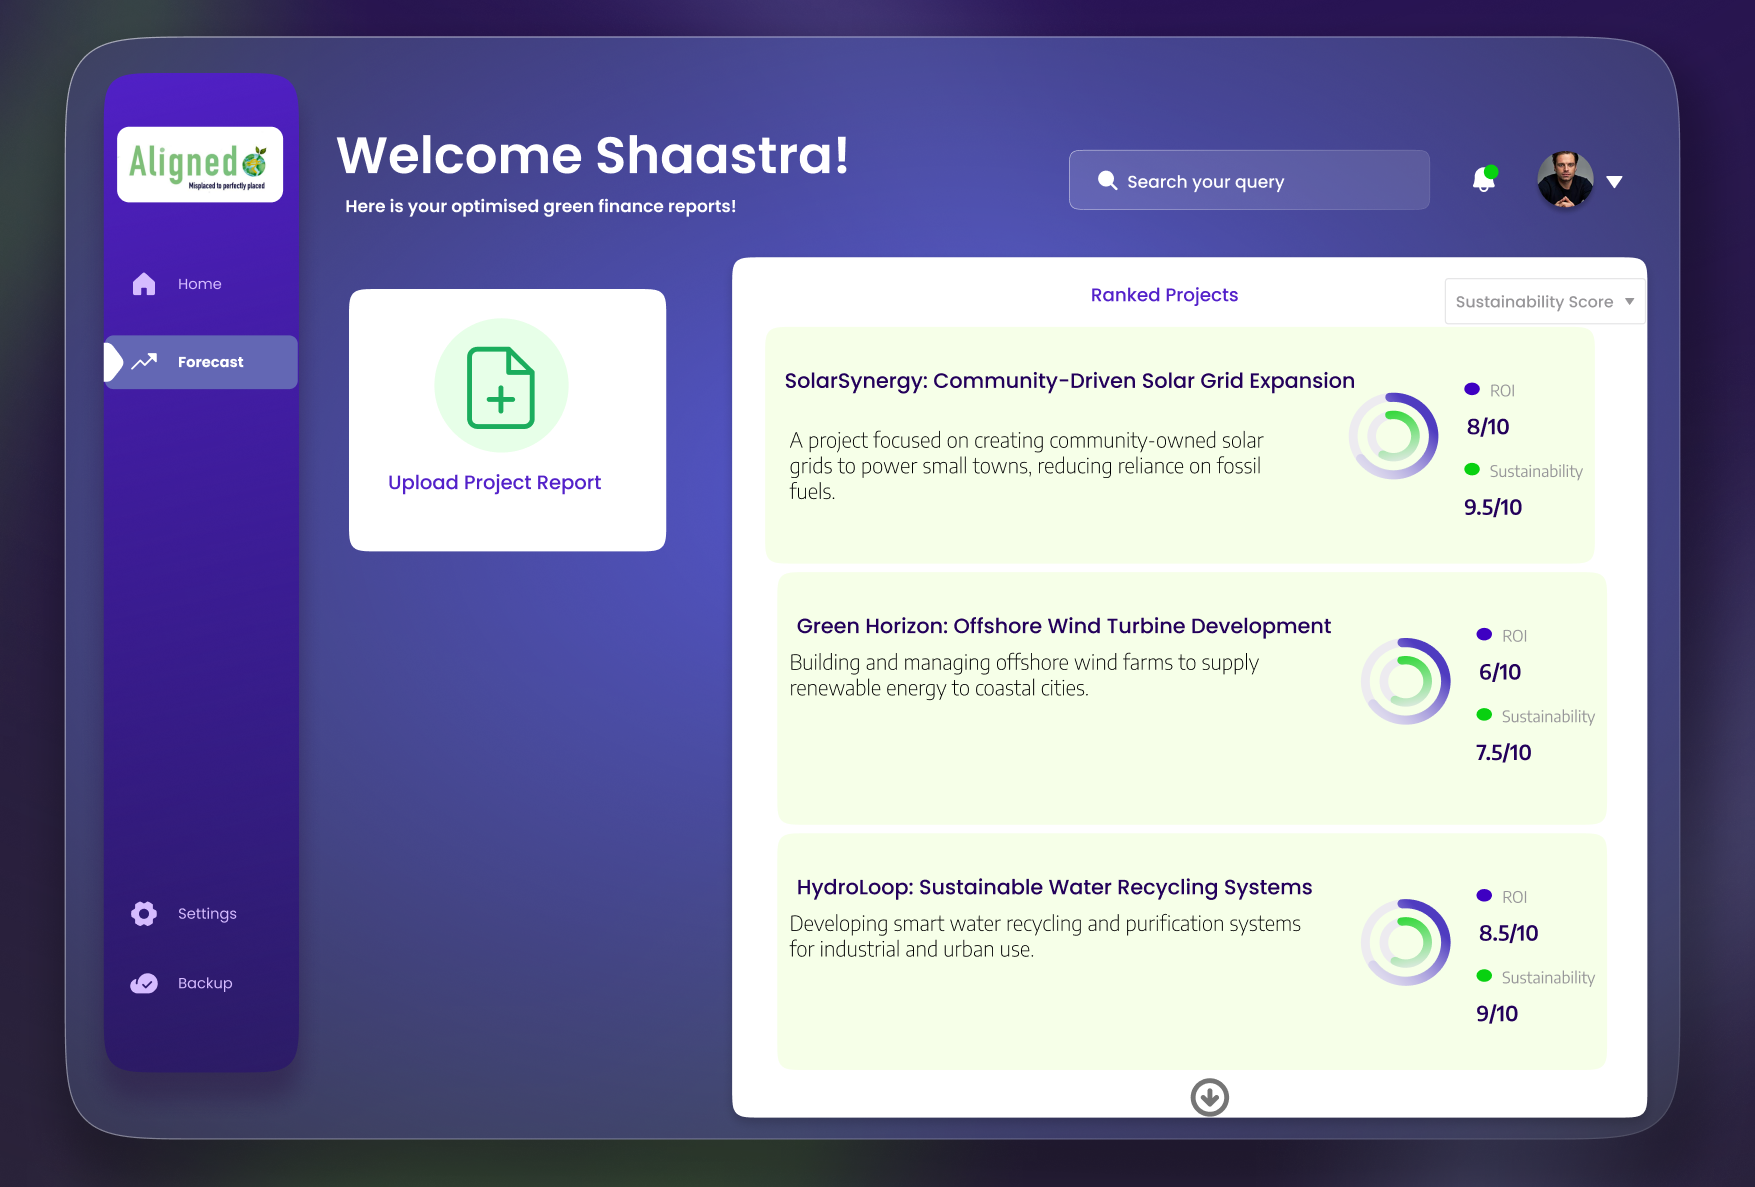 Aligned
Misplaced to perfectly placed
Home
Forecast
Settings
Backup
Welcome Shaastra!
Here is your optimised green finance reports!
Search your query
Upload Project Report
Ranked Projects
Sustainability Score
SolarSynergy: Community-Driven Solar Grid Expansion
A project focused on creating community-owned solar
grids to power small towns, reducing reliance on fossil
fuels.
ROI
8/10
Sustainability
9.5/10
Green Horizon: Offshore Wind Turbine Development
Building and managing offshore wind farms to supply
renewable energy to coastal cities.
ROI
6/10
Sustainability
7.5/10
HydroLoop: Sustainable Water Recycling Systems
Developing smart water recycling and purification systems
for industrial and urban use.
ROI
8.5/10
Sustainability
9/10